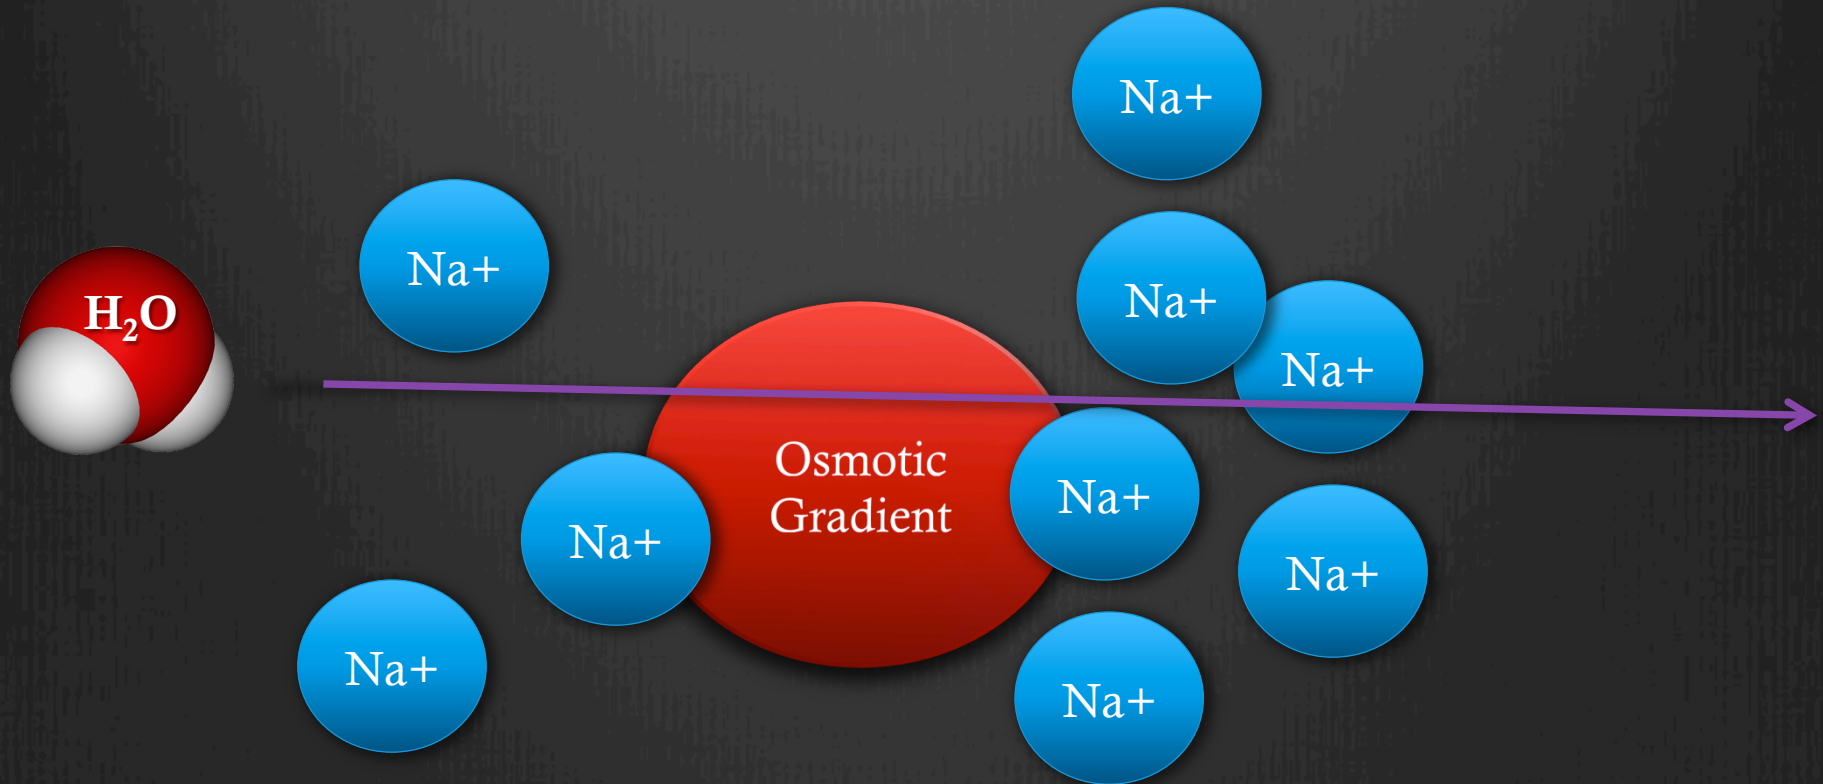 Na+
Na+
H₂O
Na+
Na+
Osmotic
Gradient
Na+
Na+
Na+
Na+
Na+